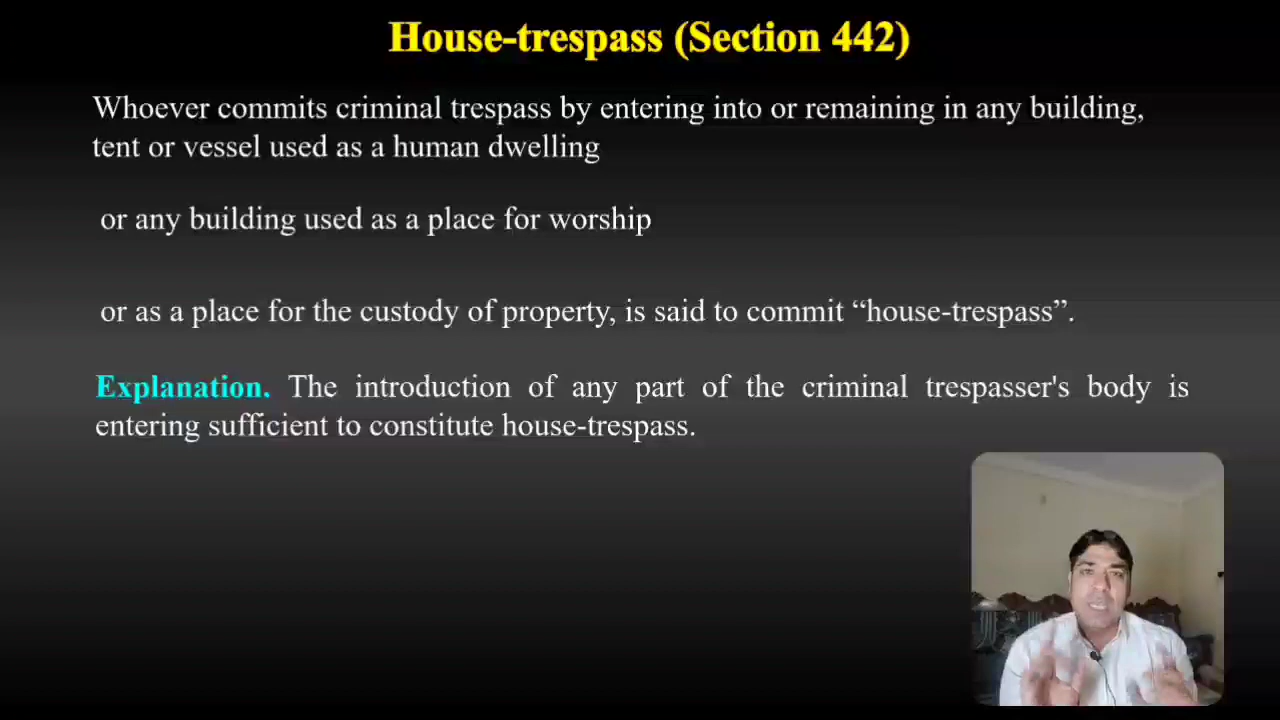 House-trespass (Section 442)
Whoever commits criminal trespass by entering into or remaining in any building,
tent or vessel used as a human dwelling
or any building used as a place for worship
or as a place for the custody of property, is said to commit “house-trespass”.
Explanation. The introduction of any part of the criminal trespasser's body is
entering sufficient to constitute house-trespass.